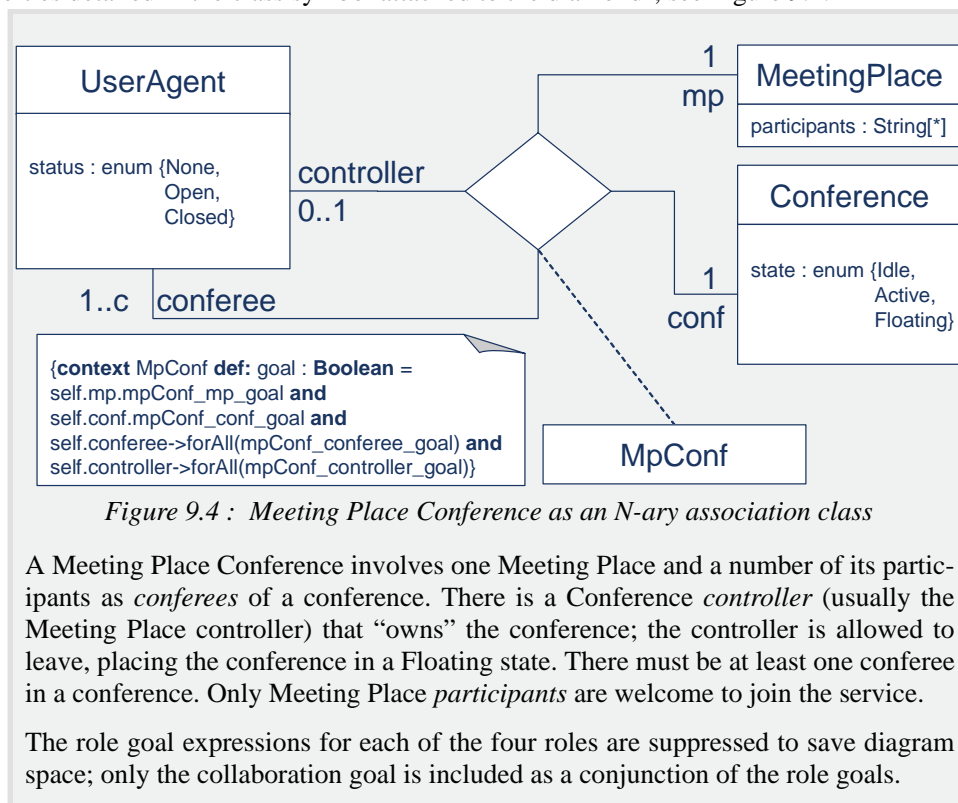 UserAgent
status : enum {None,
Open,
Closed}
controller
0..1
1..c conferee
1
mp
MeetingPlace
participants : String[*]
Conference
state : enum {Idle,
Active,
Floating}
1
conf
{context MpConf def: goal : Boolean =
self.mp.mpConf_mp_goal and
self.conf.mpConf_conf_goal and
self.conferee->forAll(mpConf_conferee_goal) and
self.controller->forAll(mpConf_controller_goal)}
MpConf
Figure 9.4 : Meeting Place Conference as an N-ary association class
A Meeting Place Conference involves one Meeting Place and a number of its partic-
ipants as conferees of a conference. There is a Conference controller (usually the
Meeting Place controller) that “owns” the conference; the controller is allowed to
leave, placing the conference in a Floating state. There must be at least one conferee
in a conference. Only Meeting Place participants are welcome to join the service.
The role goal expressions for each of the four roles are suppressed to save diagram
space; only the collaboration goal is included as a conjunction of the role goals.